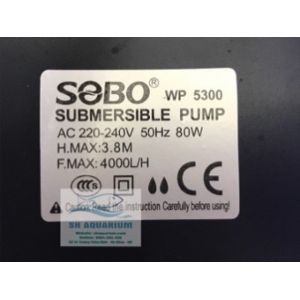 SOBO® WP 5300
SUBMERSIBLE PUMP
AC 220-240V 50Hz 80W
H.MAX:3.8M
F.MAX: 4000L/H
Caution: Read the instruction Carefully before using!
SH AQUARIUM